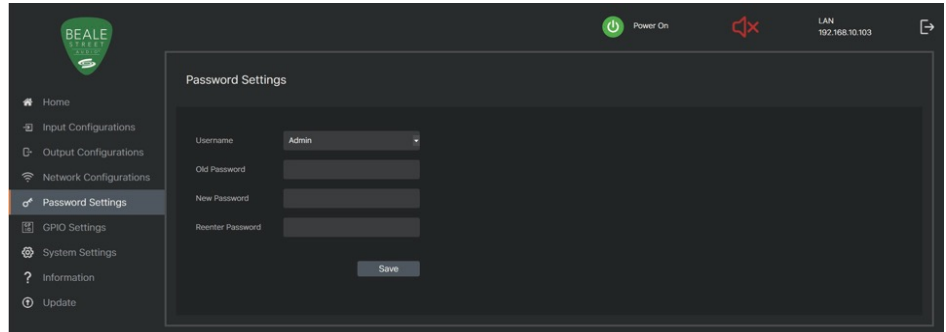 BEALE
STREET
AUDIO
Power On
LAN
192.168.10.103
Password Settings
Home
Input Configurations
Output Configurations
Network Configurations
Password Settings
GPIO Settings
System Settings
Information
Update
Username
Admin
Old Password
New Password
Reenter Password
Save